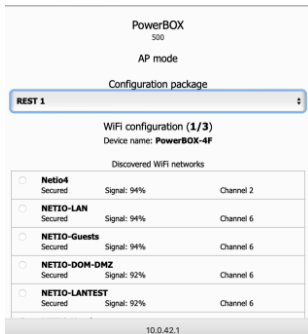 PowerBOX
500
AP mode
Configuration package
REST 1
WiFi configuration (1/3)
Device name: PowerBOX-4F
Discovered WiFi networks
Netio4
Secured Signal: 94% Channel 2
NETIO-LAN
Secured Signal: 94% Channel 6
NETIO-Guests
Secured Signal: 94% Channel 6
NETIO-DOM-DMZ
Secured Signal: 92% Channel 6
NETIO-LANTEST
Secured Signal: 92% Channel 6
10.0.42.1